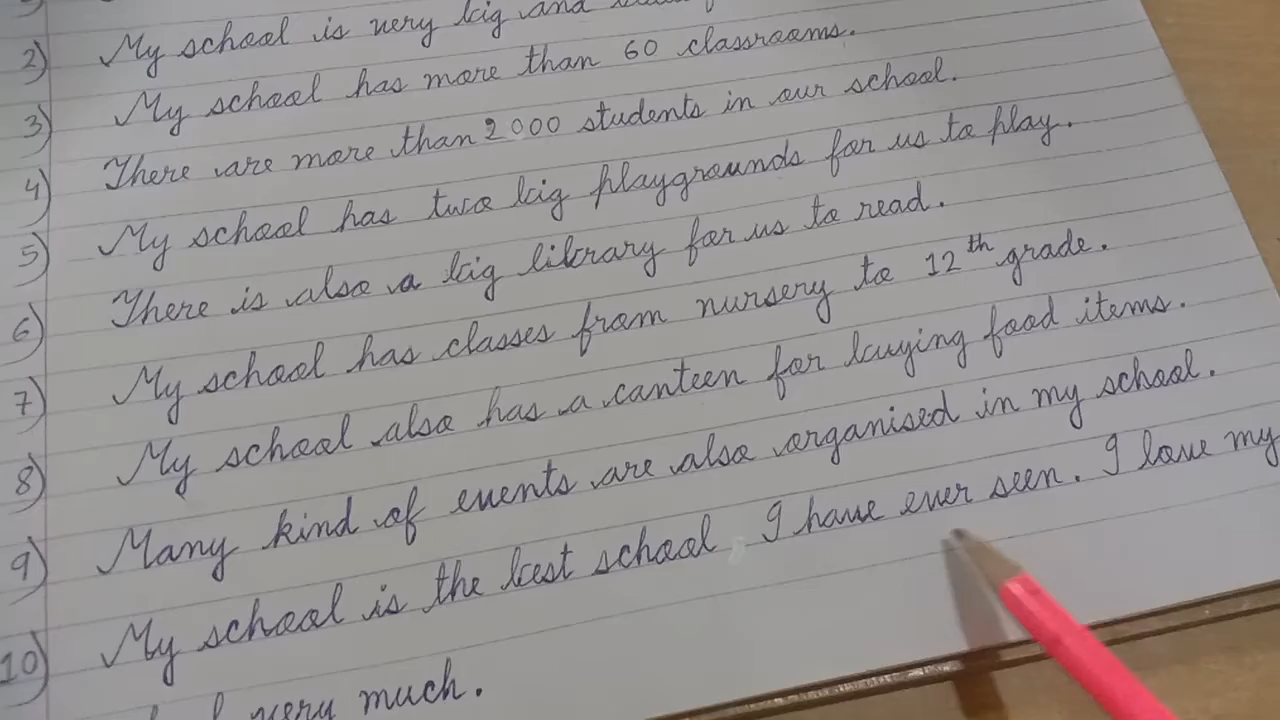 2) My school is very big and
3) My school has more than 60 classrooms.
4) There are more than 2000 students in our school.
5) My school has two big playgrounds for us to play.
6) There is also a big library for us to read.
7) My school has classes from nursery to 12th grade.
8) My school also has a canteen for buying food items.
9) Many kind of events are also organised in my school.
10) My school is the best school I have ever seen. I love my
very much.